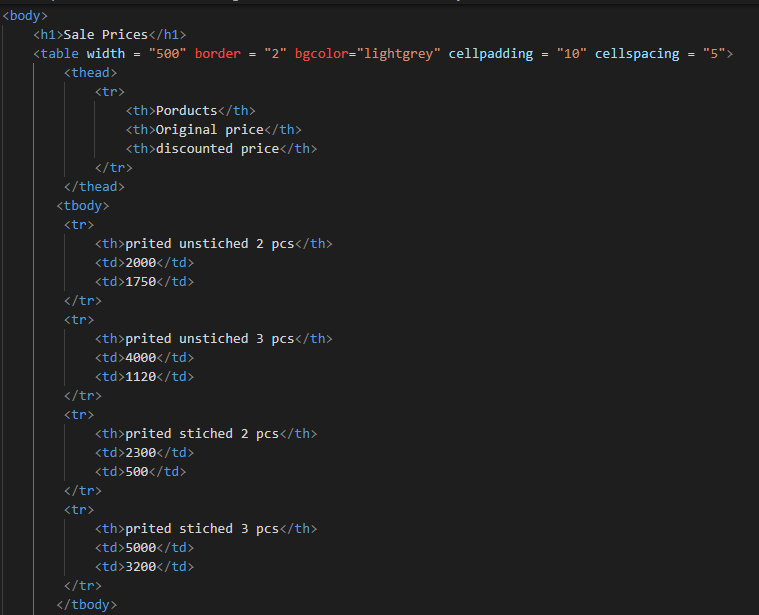 <body>
<h1>Sale Prices</h1>
<table width = "500" border = "2" bgcolor="lightgrey" cellpadding = "10" cellspacing = "5">
<thead>
<tr>
<th>Porducts</th>
<th>Original price</th>
<th>discounted price</th>
</tr>
</thead>
<tbody>
<tr>
<th>prited unstiched 2 pcs</th>
<td>2000</td>
<td>1750</td>
</tr>
<tr>
<th>prited unstiched 3 pcs</th>
<td>4000</td>
<td>1120</td>
</tr>
<tr>
<th>prited stiched 2 pcs</th>
<td>2300</td>
<td>500</td>
</tr>
<tr>
<th>prited stiched 3 pcs</th>
<td>5000</td>
<td>3200</td>
</tr>
</tbody>